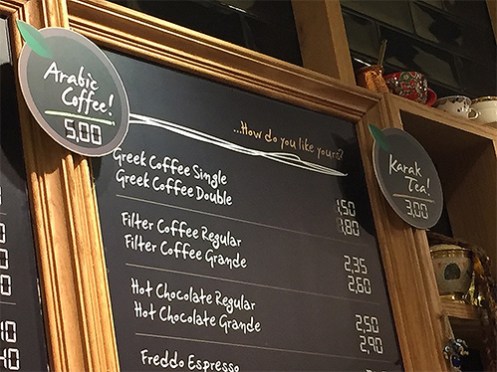 Arabic
Coffee!
5,00
...How do you like yours?
Greek Coffee Single 1,50
Greek Coffee Double 1,80
Filter Coffee Regular 2,35
Filter Coffee Grande 2,60
Hot Chocolate Regular 2,50
Hot Chocolate Grande 2,90
Freddo Espresso
Karak
Tea!
3,00